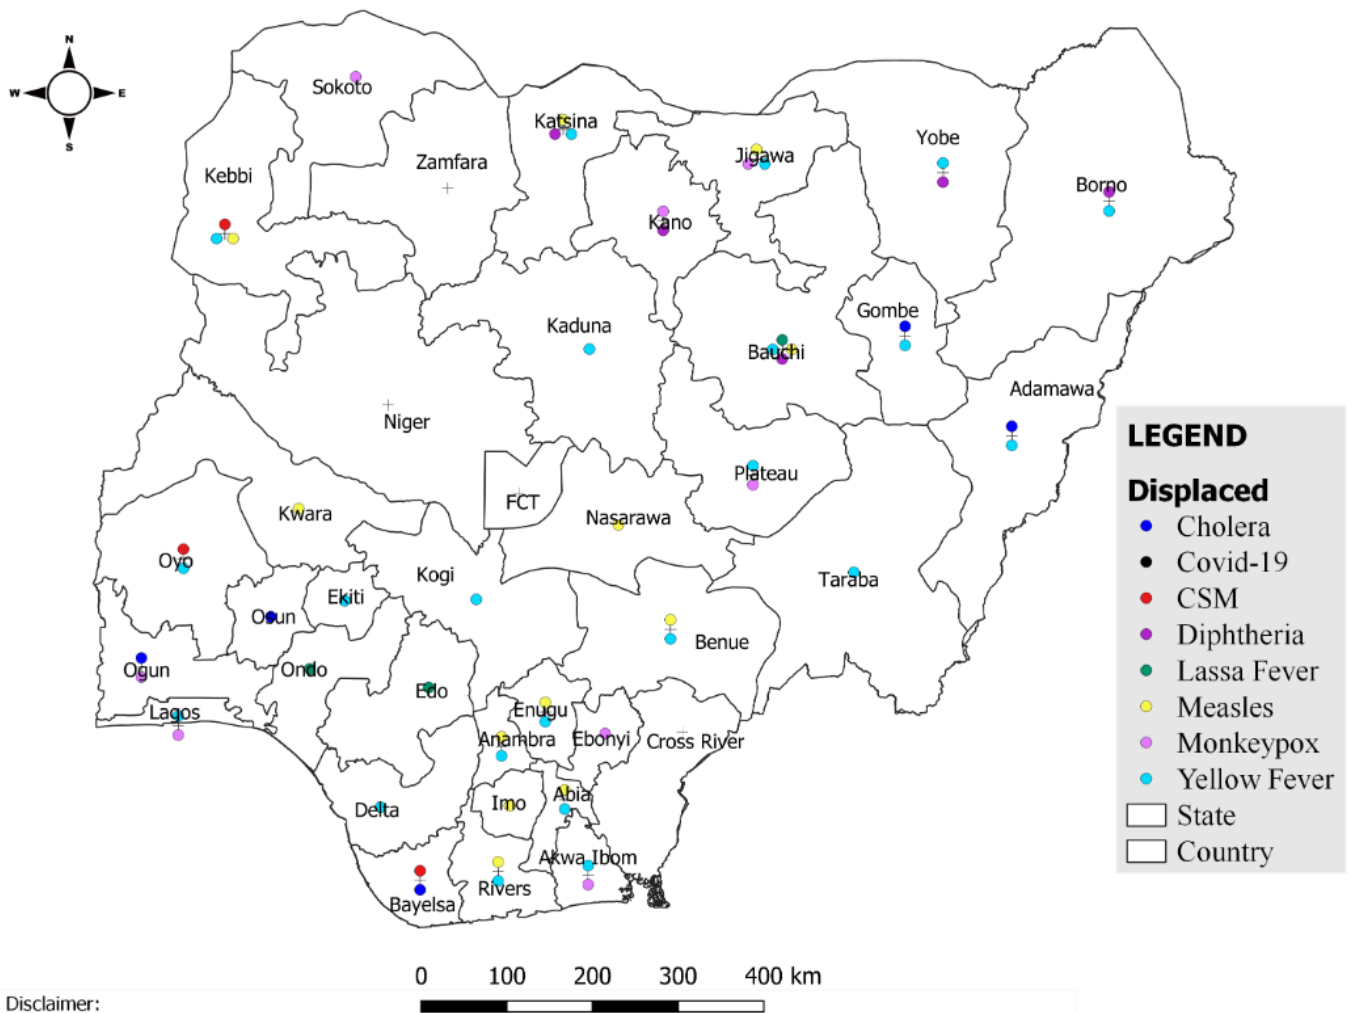 N
W
E
S
Sokoto
Katsina
Zamfara
Kebbi
Jigawa
Yobe
Borno
Kano
Gombe
Kaduna
Bauchi
Adamawa
Niger
Plateau
FCT
Nasarawa
Kwara
Oyo
Kogi
Taraba
Ekiti
Osun
Benue
Ogun
Ondo
Edo
Lagos
Enugu
Anambra
Ebonyi
Cross River
Delta
Imo
Abia
Akwa Ibom
Rivers
Bayelsa
LEGEND
Displaced
Cholera
Covid-19
CSM
Diphtheria
Lassa Fever
Measles
Monkeypox
Yellow Fever
State
Country
0 100 200 300 400 km
Disclaimer: